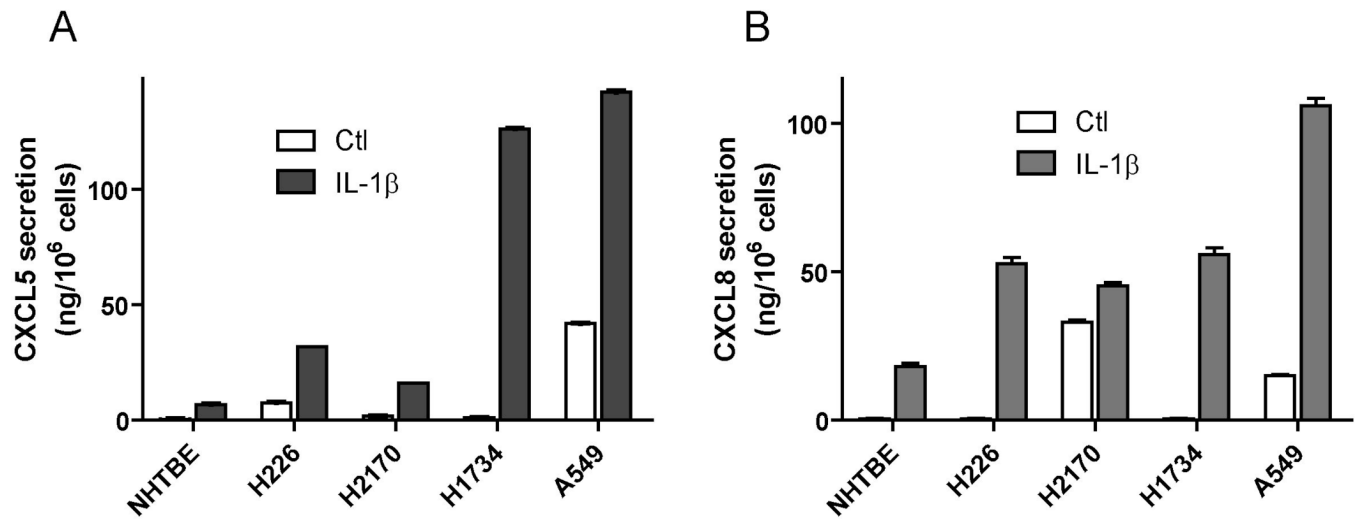 A
CXCL5 secretion
(ng/10⁶ cells)
100
50
0
Ctl
IL-1β
NHTBE
H226
H2170
H1734
A549
B
CXCL8 secretion
(ng/10⁶ cells)
100
50
0
Ctl
IL-1β
NHTBE
H226
H2170
H1734
A549